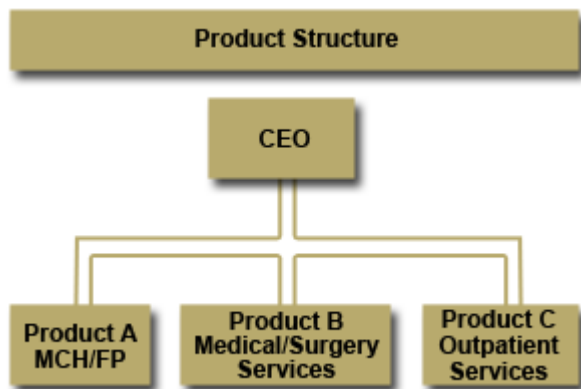 Product Structure
CEO
Product A
MCH/FP
Product B
Medical/Surgery
Services
Product C
Outpatient
Services